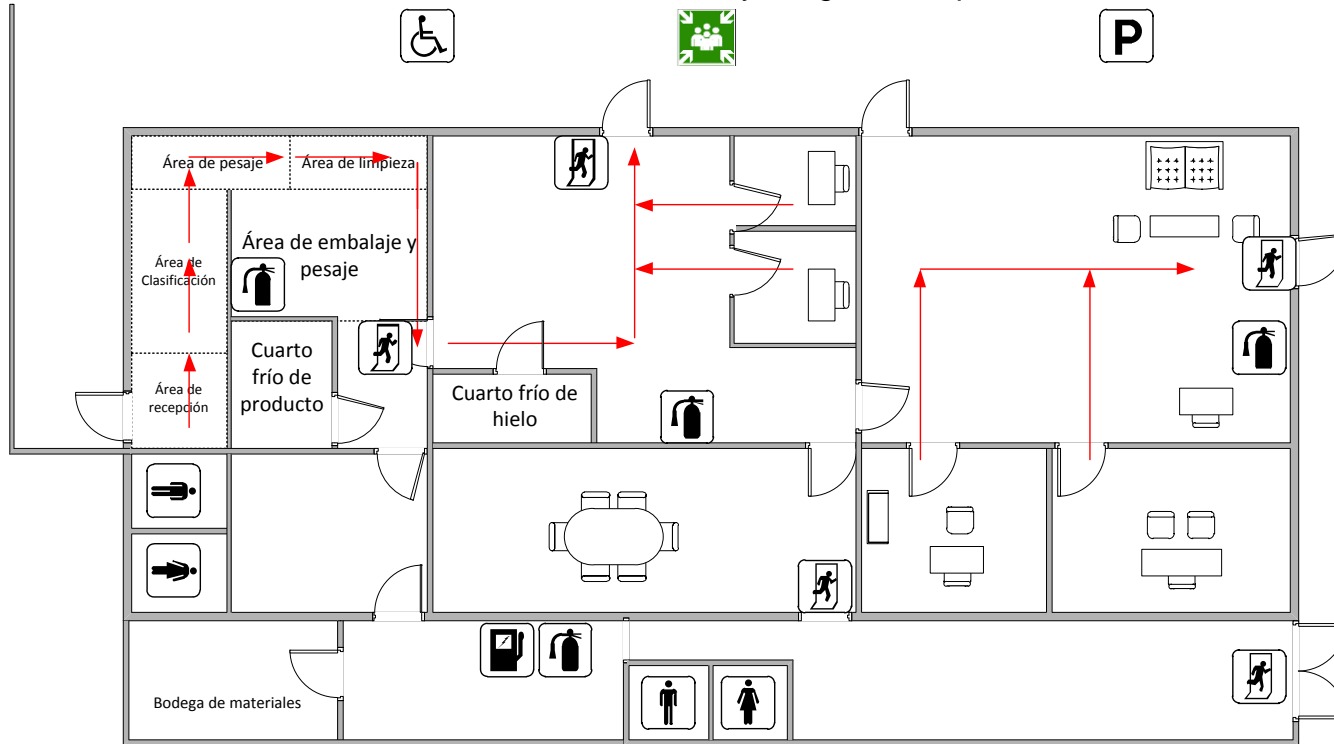 P
Área de pesaje
Área de limpieza
Área de embalaje y
pesaje
Área de
Clasificación
Cuarto
frío de
producto
Área de
recepción
Cuarto frío de
hielo
Bodega de materiales